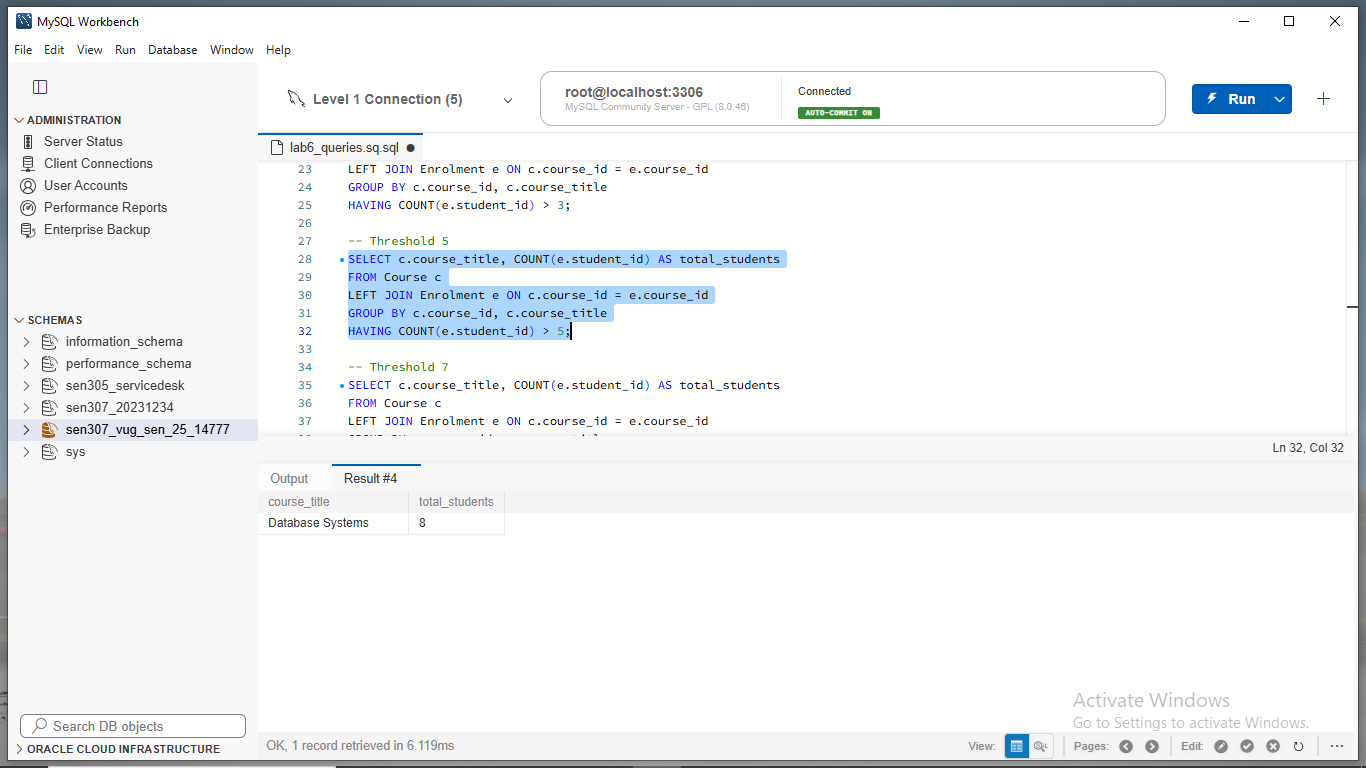 MySQL Workbench
File Edit View Run Database Window Help
Level 1 Connection (5)
root@localhost:3306
MySQL Community Server - GPL (8.0.46)
Connected
AUTO-COMMIT ON
Run
ADMINISTRATION
Server Status
Client Connections
User Accounts
Performance Reports
Enterprise Backup
SCHEMAS
information_schema
performance_schema
sen305_servicedesk
sen307_20231234
sen307_vug_sen_25_14777
sys
Search DB objects
ORACLE CLOUD INFRASTRUCTURE
lab6_queries.sq.sql
23 LEFT JOIN Enrolment e ON c.course_id = e.course_id
24 GROUP BY c.course_id, c.course_title
25 HAVING COUNT(e.student_id) > 3;
26
27 -- Threshold 5
28 SELECT c.course_title, COUNT(e.student_id) AS total_students
29 FROM Course c
30 LEFT JOIN Enrolment e ON c.course_id = e.course_id
31 GROUP BY c.course_id, c.course_title
32 HAVING COUNT(e.student_id) > 5;
33
34 -- Threshold 7
35 SELECT c.course_title, COUNT(e.student_id) AS total_students
36 FROM Course c
37 LEFT JOIN Enrolment e ON c.course_id = e.course_id
Ln 32, Col 32
Output Result #4
course_title total_students
Database Systems 8
Activate Windows
Go to Settings to activate Windows.
OK, 1 record retrieved in 6.119ms
View: Pages: Edit: